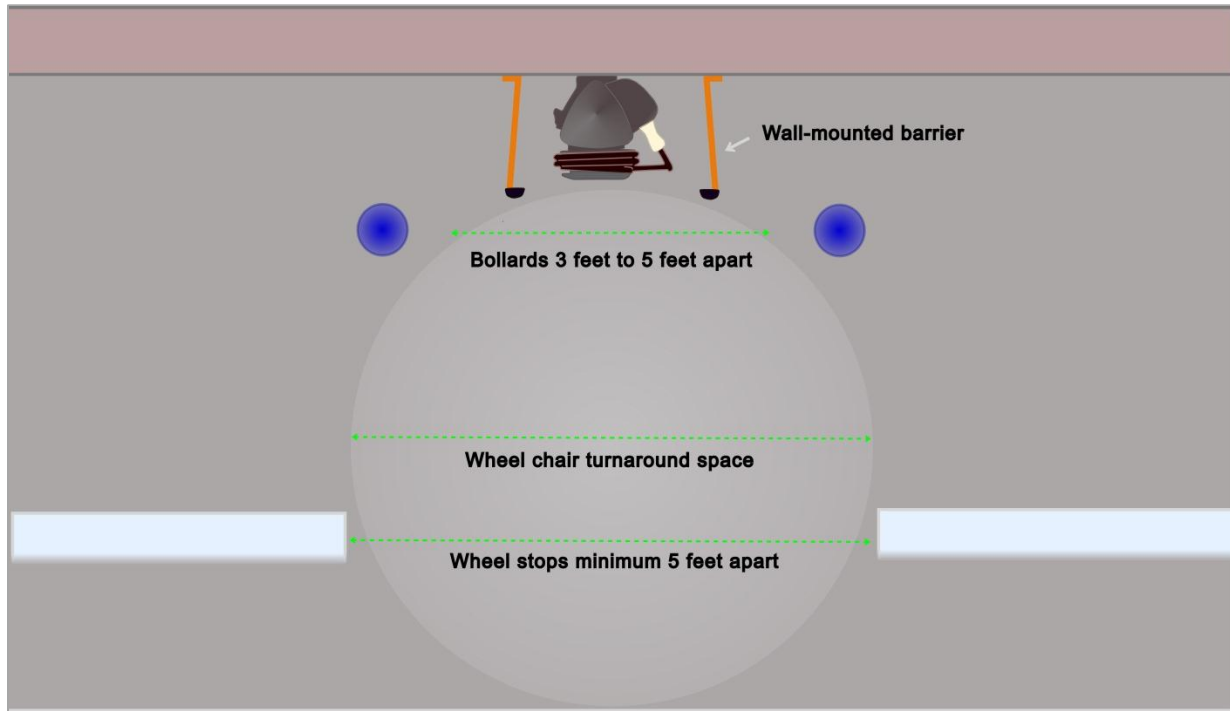 Wall-mounted barrier
Bollards 3 feet to 5 feet apart
Wheel chair turnaround space
Wheel stops minimum 5 feet apart